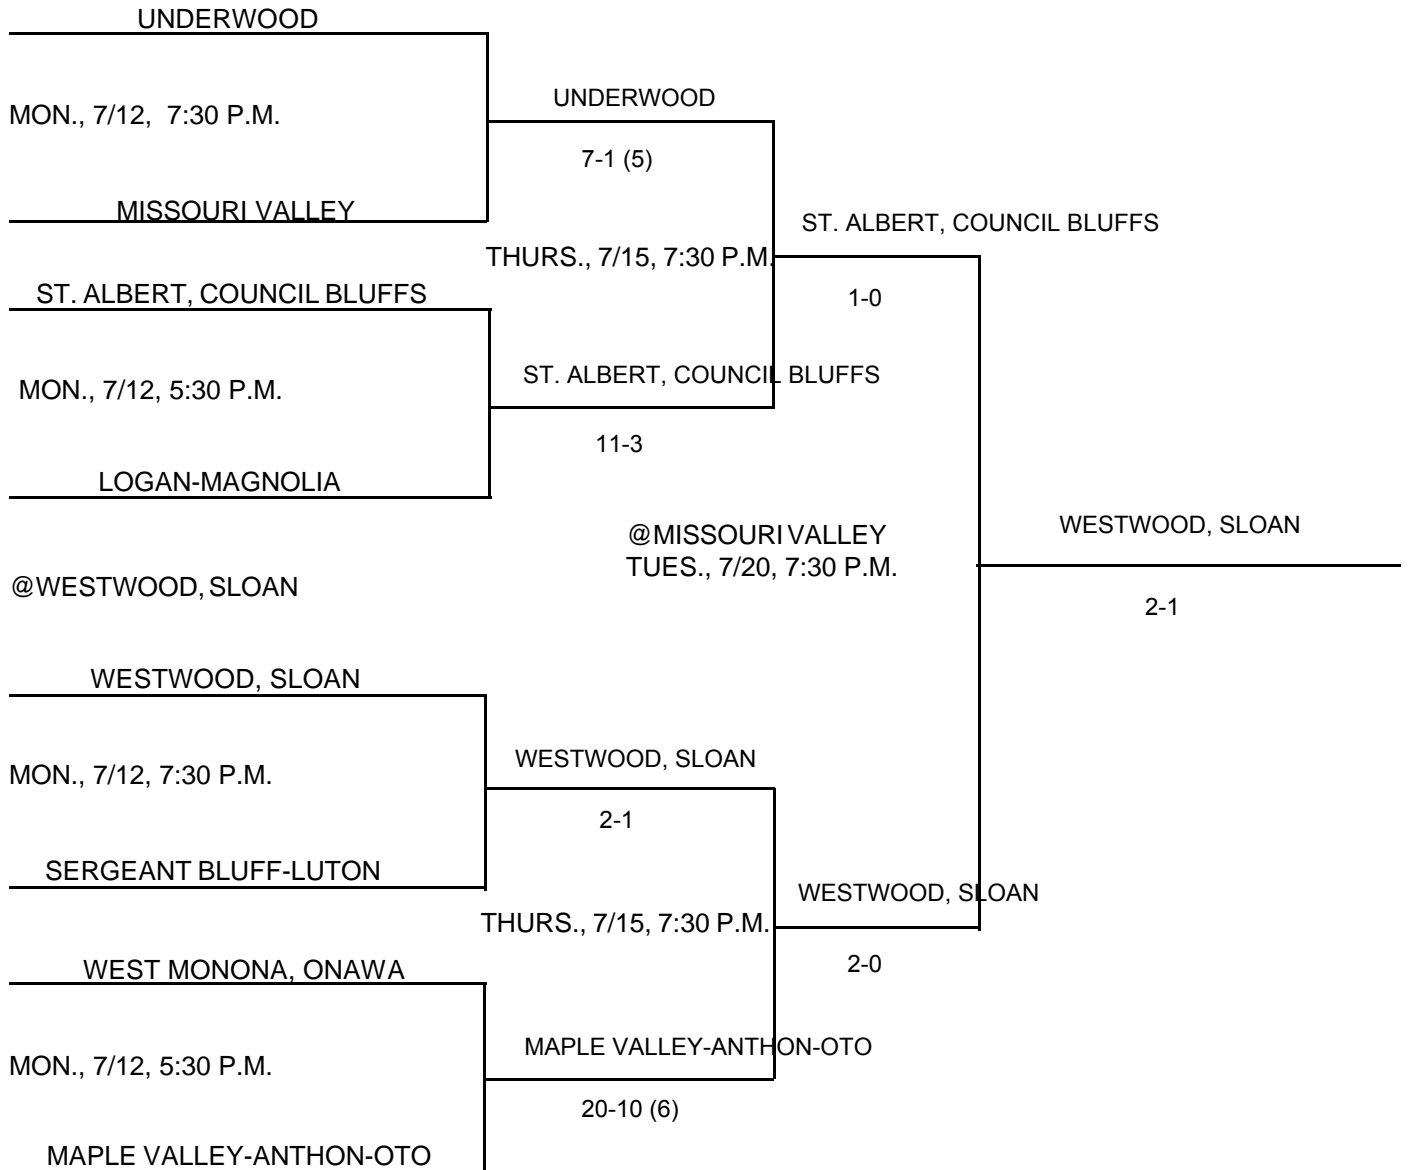 UNDERWOOD
MON., 7/12, 7:30 P.M.
UNDERWOOD
7-1 (5)
MISSOURI VALLEY
ST. ALBERT, COUNCIL BLUFFS
THURS., 7/15, 7:30 P.M.
ST. ALBERT, COUNCIL BLUFFS
1-0
MON., 7/12, 5:30 P.M.
ST. ALBERT, COUNCIL BLUFFS
11-3
LOGAN-MAGNOLIA
@MISSOURI VALLEY
TUES., 7/20, 7:30 P.M.
WESTWOOD, SLOAN
2-1
@WESTWOOD, SLOAN
WESTWOOD, SLOAN
MON., 7/12, 7:30 P.M.
WESTWOOD, SLOAN
2-1
SERGEANT BLUFF-LUTON
WESTWOOD, SLOAN
THURS., 7/15, 7:30 P.M.
2-0
WEST MONONA, ONAWA
MON., 7/12, 5:30 P.M.
MAPLE VALLEY-ANTHON-OTO
20-10 (6)
MAPLE VALLEY-ANTHON-OTO